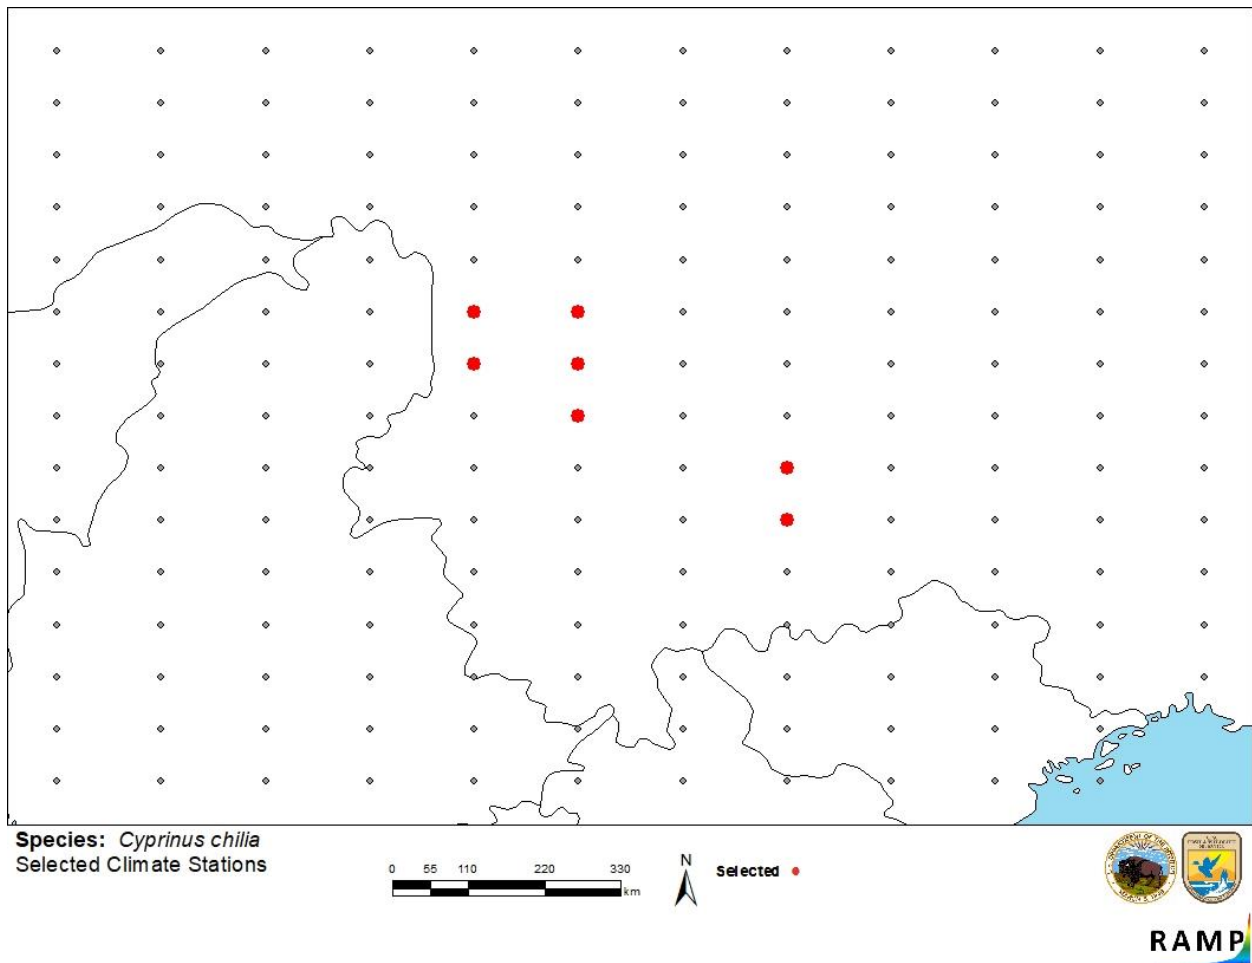 Species: Cyprinus chilia
Selected Climate Stations
0 55 110 220 330
km
N
Selected
RAMP